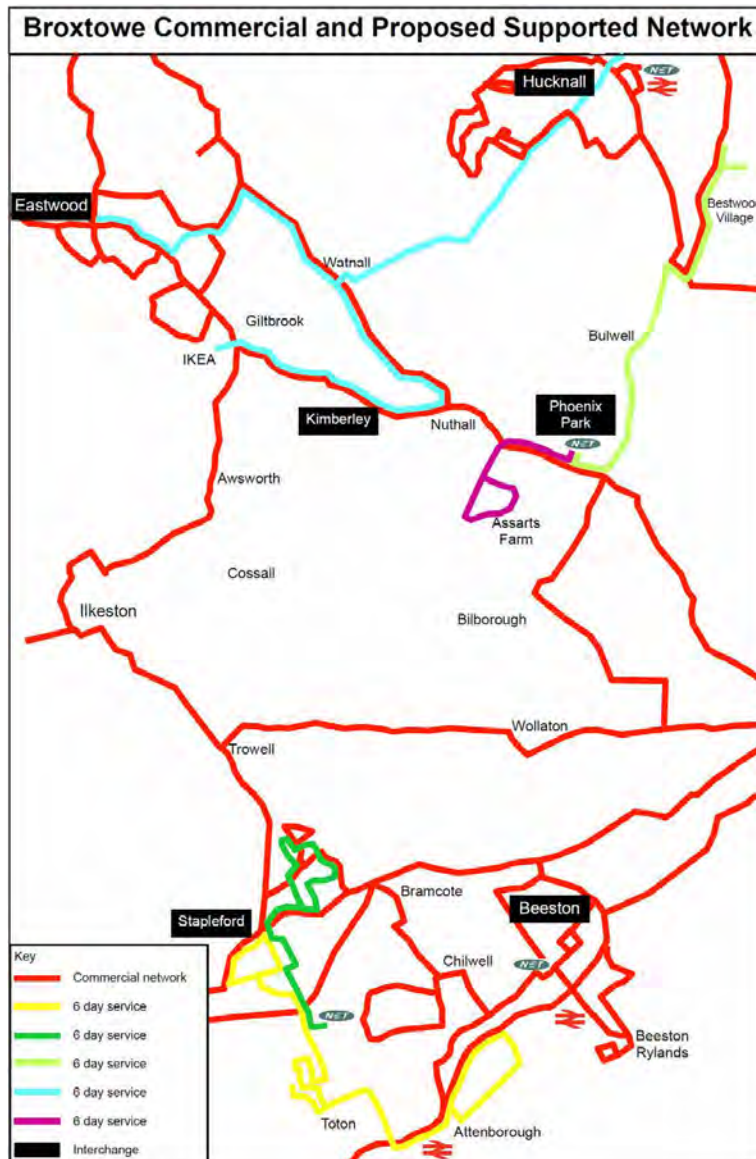 Broxtowe Commercial and Proposed Supported Network
Hucknall
NET
Eastwood
Bestwood
Village
Watnall
Giltbrook
Bulwell
IKEA
Kimberley
Nuthall
Phoenix
Park
NET
Awsworth
Assarts
Farm
Cossall
Ilkeston
Bilborough
Wollaton
Trowell
Bramcote
Beeston
Stapleford
Chilwell
NET
NET
Beeston
Rylands
Toton
Attenborough
Key
Commercial network
6 day service
6 day service
6 day service
6 day service
6 day service
Interchange